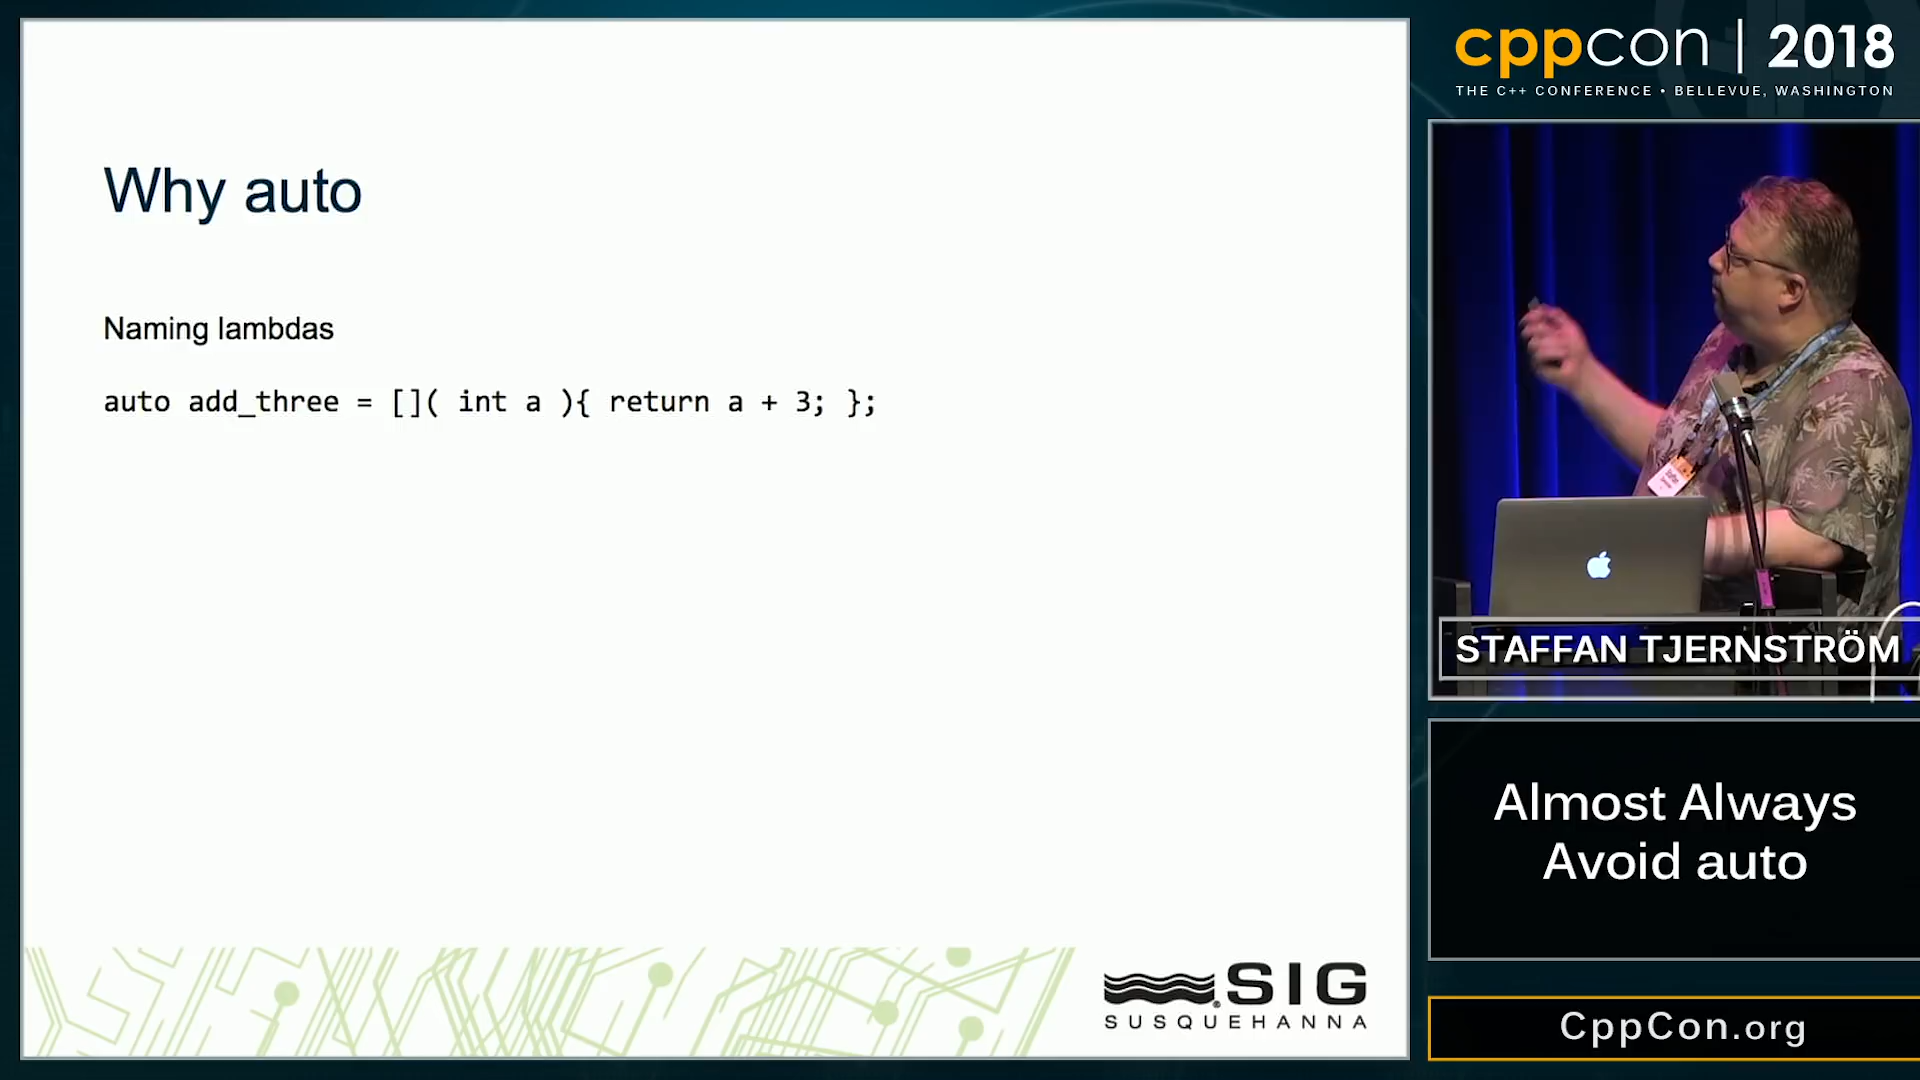 Why auto
Naming lambdas
auto add_three = []( int a ){ return a + 3; };
SIG
SUSQUEHANNA
cppcon | 2018
THE C++ CONFERENCE • BELLEVUE, WASHINGTON
STAFFAN TJERNSTRÖM
Almost Always
Avoid auto
CppCon.org